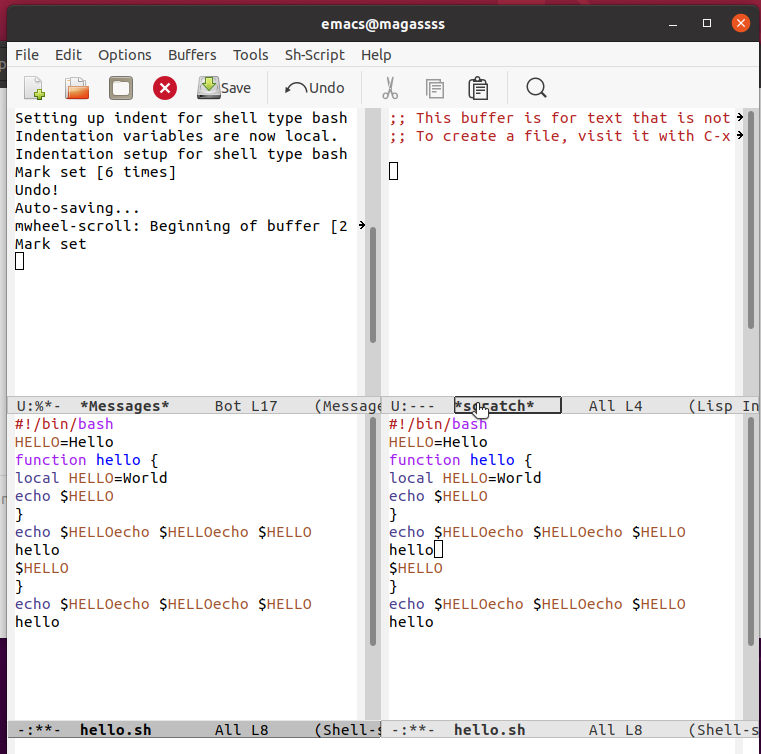 emacs@magassss
File Edit Options Buffers Tools Sh-Script Help
Save Undo
Setting up indent for shell type bash
Indentation variables are now local.
Indentation setup for shell type bash
Mark set [6 times]
Undo!
Auto-saving...
mwheel-scroll: Beginning of buffer [2
Mark set
U:%*-  *Messages*     Bot L17    (Message
;; This buffer is for text that is not
;; To create a file, visit it with C-x
U:---  *scratch*      All L4     (Lisp In
#!/bin/bash
HELLO=Hello
function hello {
local HELLO=World
echo $HELLO
}
echo $HELLOecho $HELLOecho $HELLO
hello
$HELLO
}
echo $HELLOecho $HELLOecho $HELLO
hello
-:**-  hello.sh       All L8     (Shell-s
#!/bin/bash
HELLO=Hello
function hello {
local HELLO=World
echo $HELLO
}
echo $HELLOecho $HELLOecho $HELLO
hello
$HELLO
}
echo $HELLOecho $HELLOecho $HELLO
hello
-:**-  hello.sh       All L8     (Shell-s